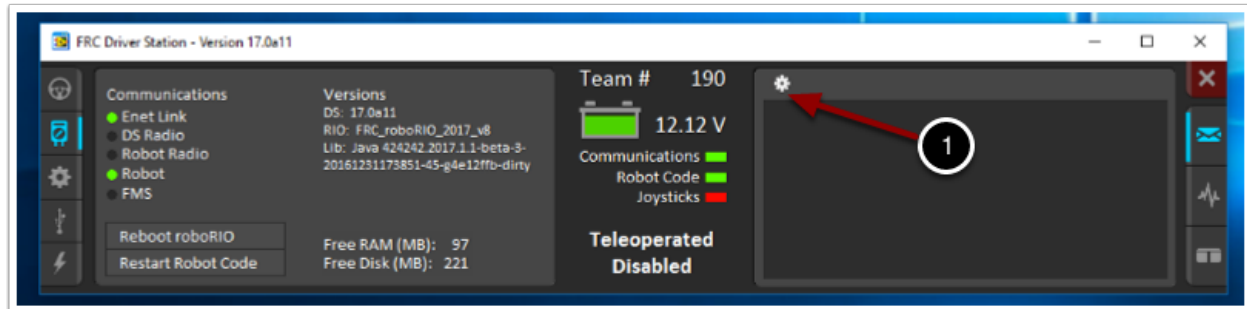 FRC Driver Station - Version 17.0a11
Communications
Enet Link
DS Radio
Robot Radio
Robot
FMS
Reboot roboRIO
Restart Robot Code
Versions
DS: 17.0a11
RIO: FRC_roboRIO_2017_v8
Lib: Java 424242.2017.1.1-beta-3-
20161231173851-45-g4e12ffb-dirty
Free RAM (MB): 97
Free Disk (MB): 221
Team # 190
12.12 V
Communications
Robot Code
Joysticks
Teleoperated
Disabled
1